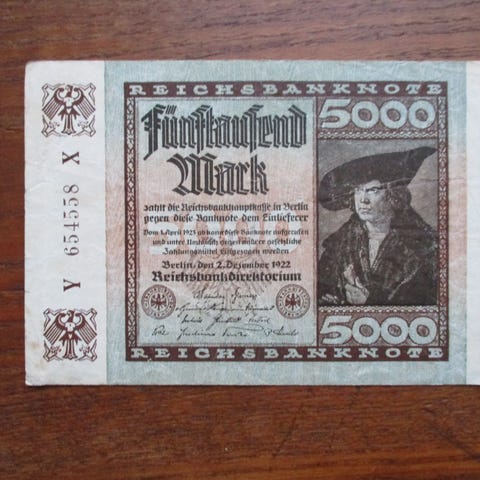 REICHSBANKNOTE
5000
Fünftausend
Mark
zahlt die Reichsbankhauptkasse in Berlin
gegen diese Banknote dem Einlieferer
Vom 1. April 1923 ab kann diese Banknote aufgerufen
und unter Umtausch gegen andere gesetzliche
Zahlungsmittel eingezogen werden
Berlin, den 2. Dezember 1922
Reichsbankdirektorium
5000
REICHSBANKNOTE
Y 654558 X